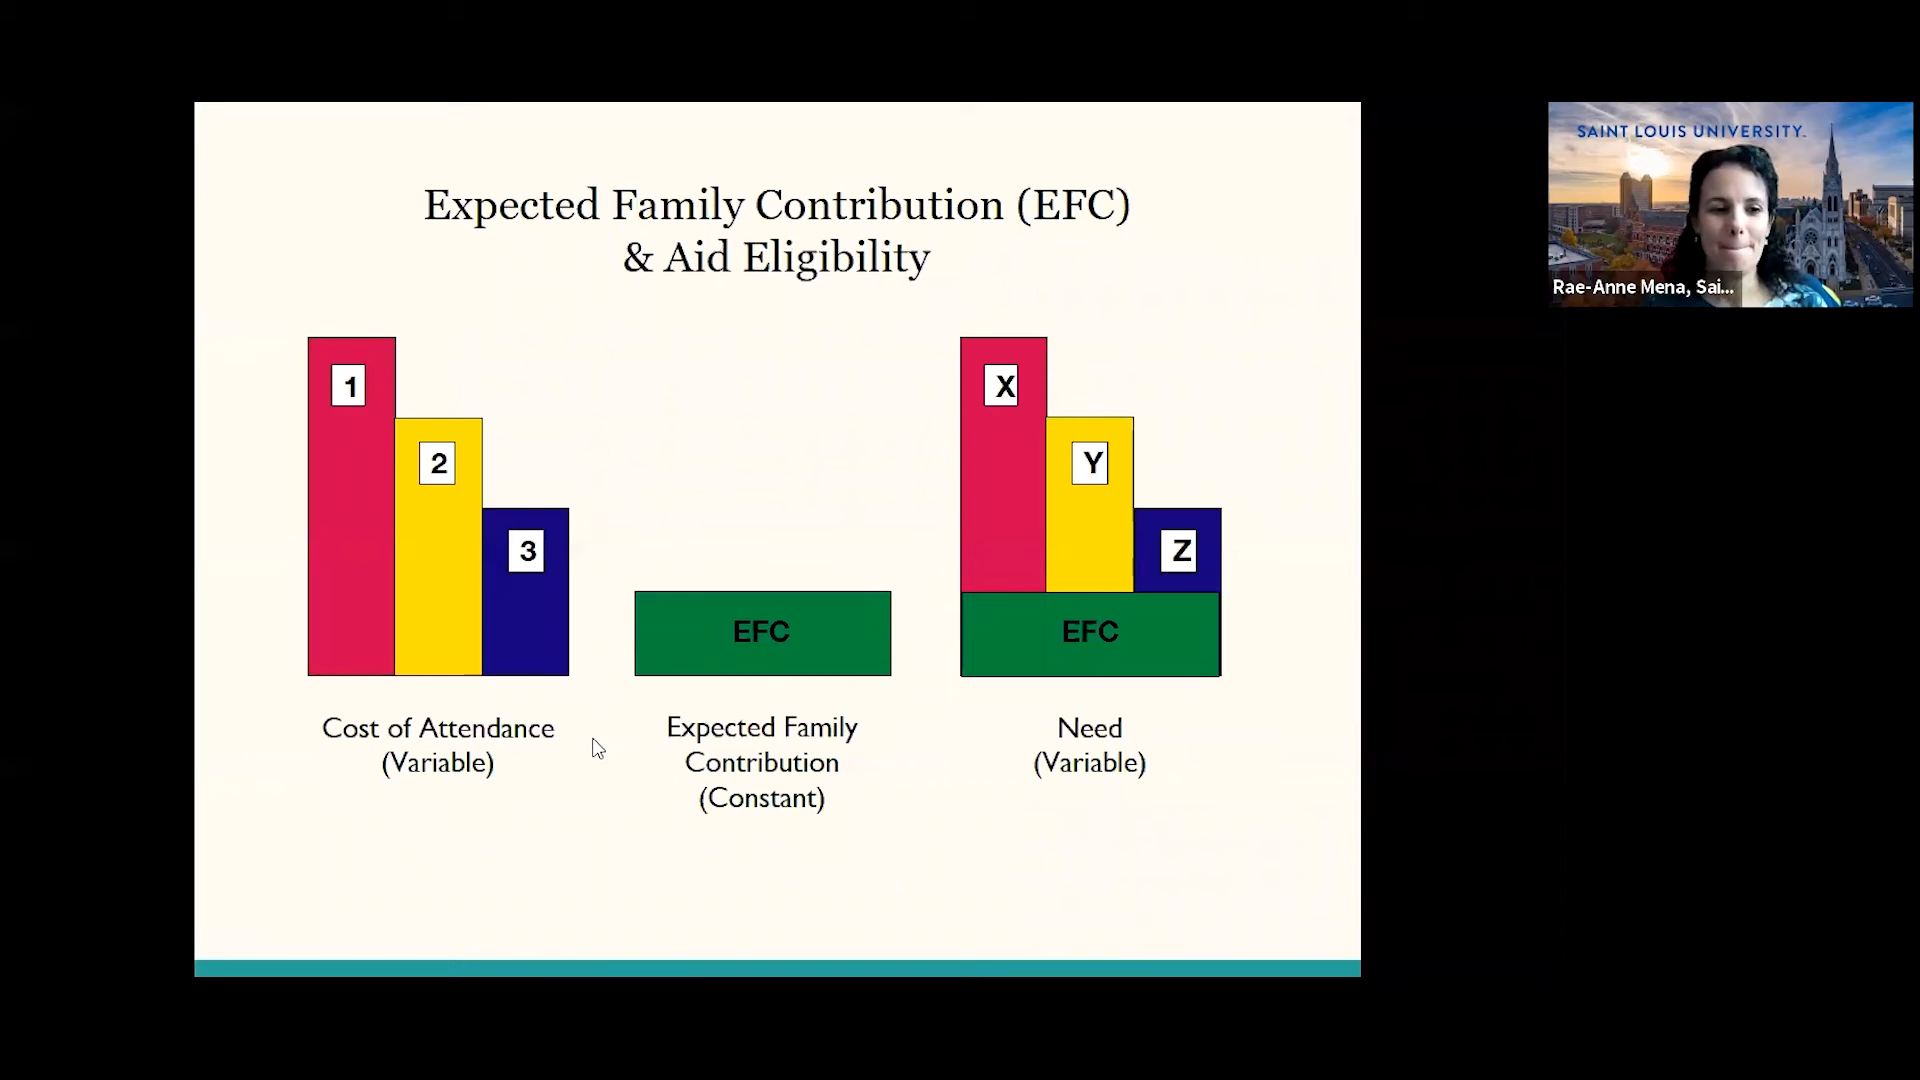 Expected Family Contribution (EFC)
& Aid Eligibility
1
2
3
EFC
X
Y
Z
EFC
Cost of Attendance
(Variable)
Expected Family
Contribution
(Constant)
Need
(Variable)
SAINT LOUIS UNIVERSITY
Rae-Anne Mena, Sai...